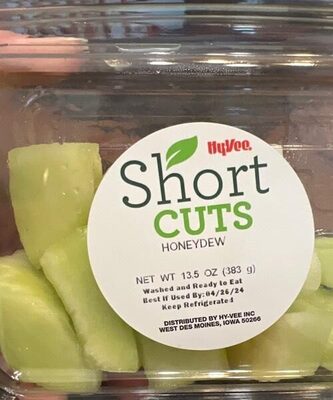 HyVee.
Short
CUTS
HONEYDEW
NET WT 13.5 OZ (383 g)
Washed and Ready to Eat
Best if Used By:04/26/24
Keep Refrigerated
DISTRIBUTED BY HY-VEE INC
WEST DES MOINES, IOWA 50266